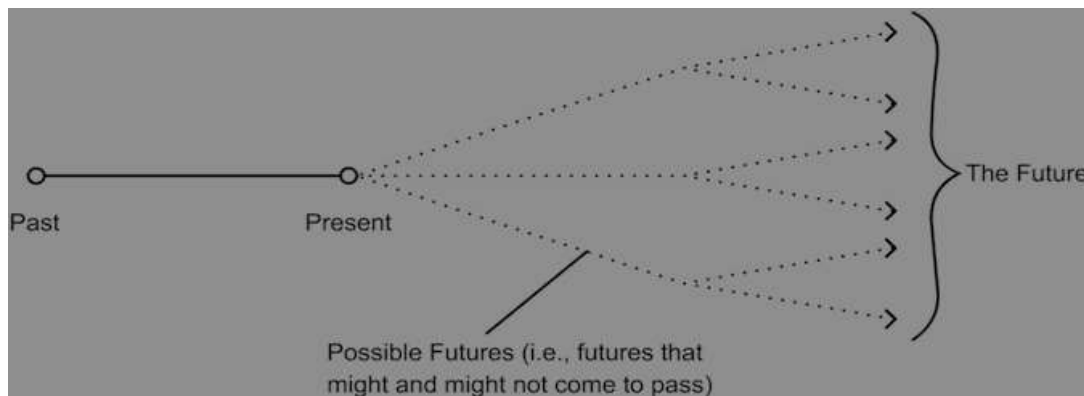 The Future
Past
Present
Possible Futures (i.e., futures that
might and might not come to pass)